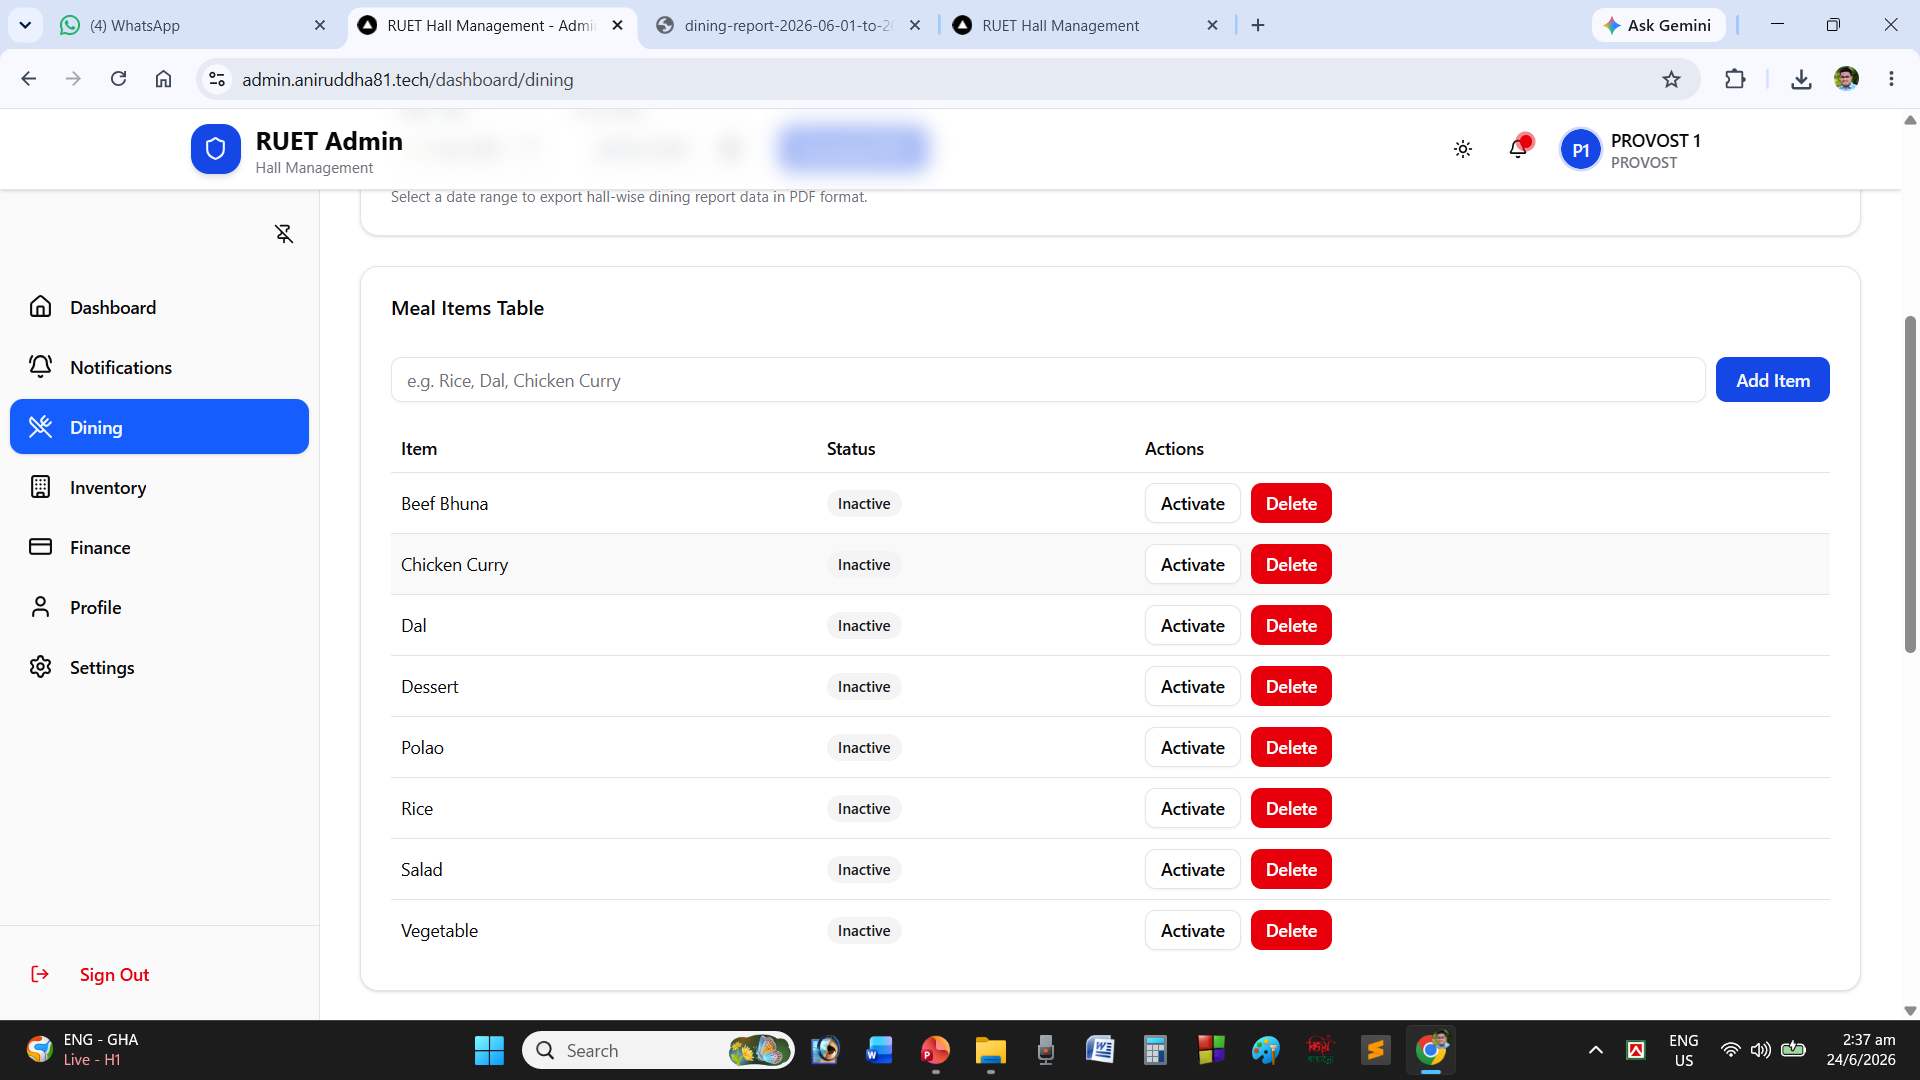 (4) WhatsApp
RUET Hall Management - Admi
dining-report-2026-06-01-to-2
RUET Hall Management
Ask Gemini
admin.aniruddha81.tech/dashboard/dining
RUET Admin
Hall Management
P1
PROVOST 1
PROVOST
Select a date range to export hall-wise dining report data in PDF format.
Dashboard
Notifications
Dining
Inventory
Finance
Profile
Settings
Sign Out
Meal Items Table
e.g. Rice, Dal, Chicken Curry
Add Item
Item Status Actions
Beef Bhuna Inactive Activate Delete
Chicken Curry Inactive Activate Delete
Dal Inactive Activate Delete
Dessert Inactive Activate Delete
Polao Inactive Activate Delete
Rice Inactive Activate Delete
Salad Inactive Activate Delete
Vegetable Inactive Activate Delete
ENG - GHA
Live - H1
Search
ENG
US
2:37 am
24/6/2026